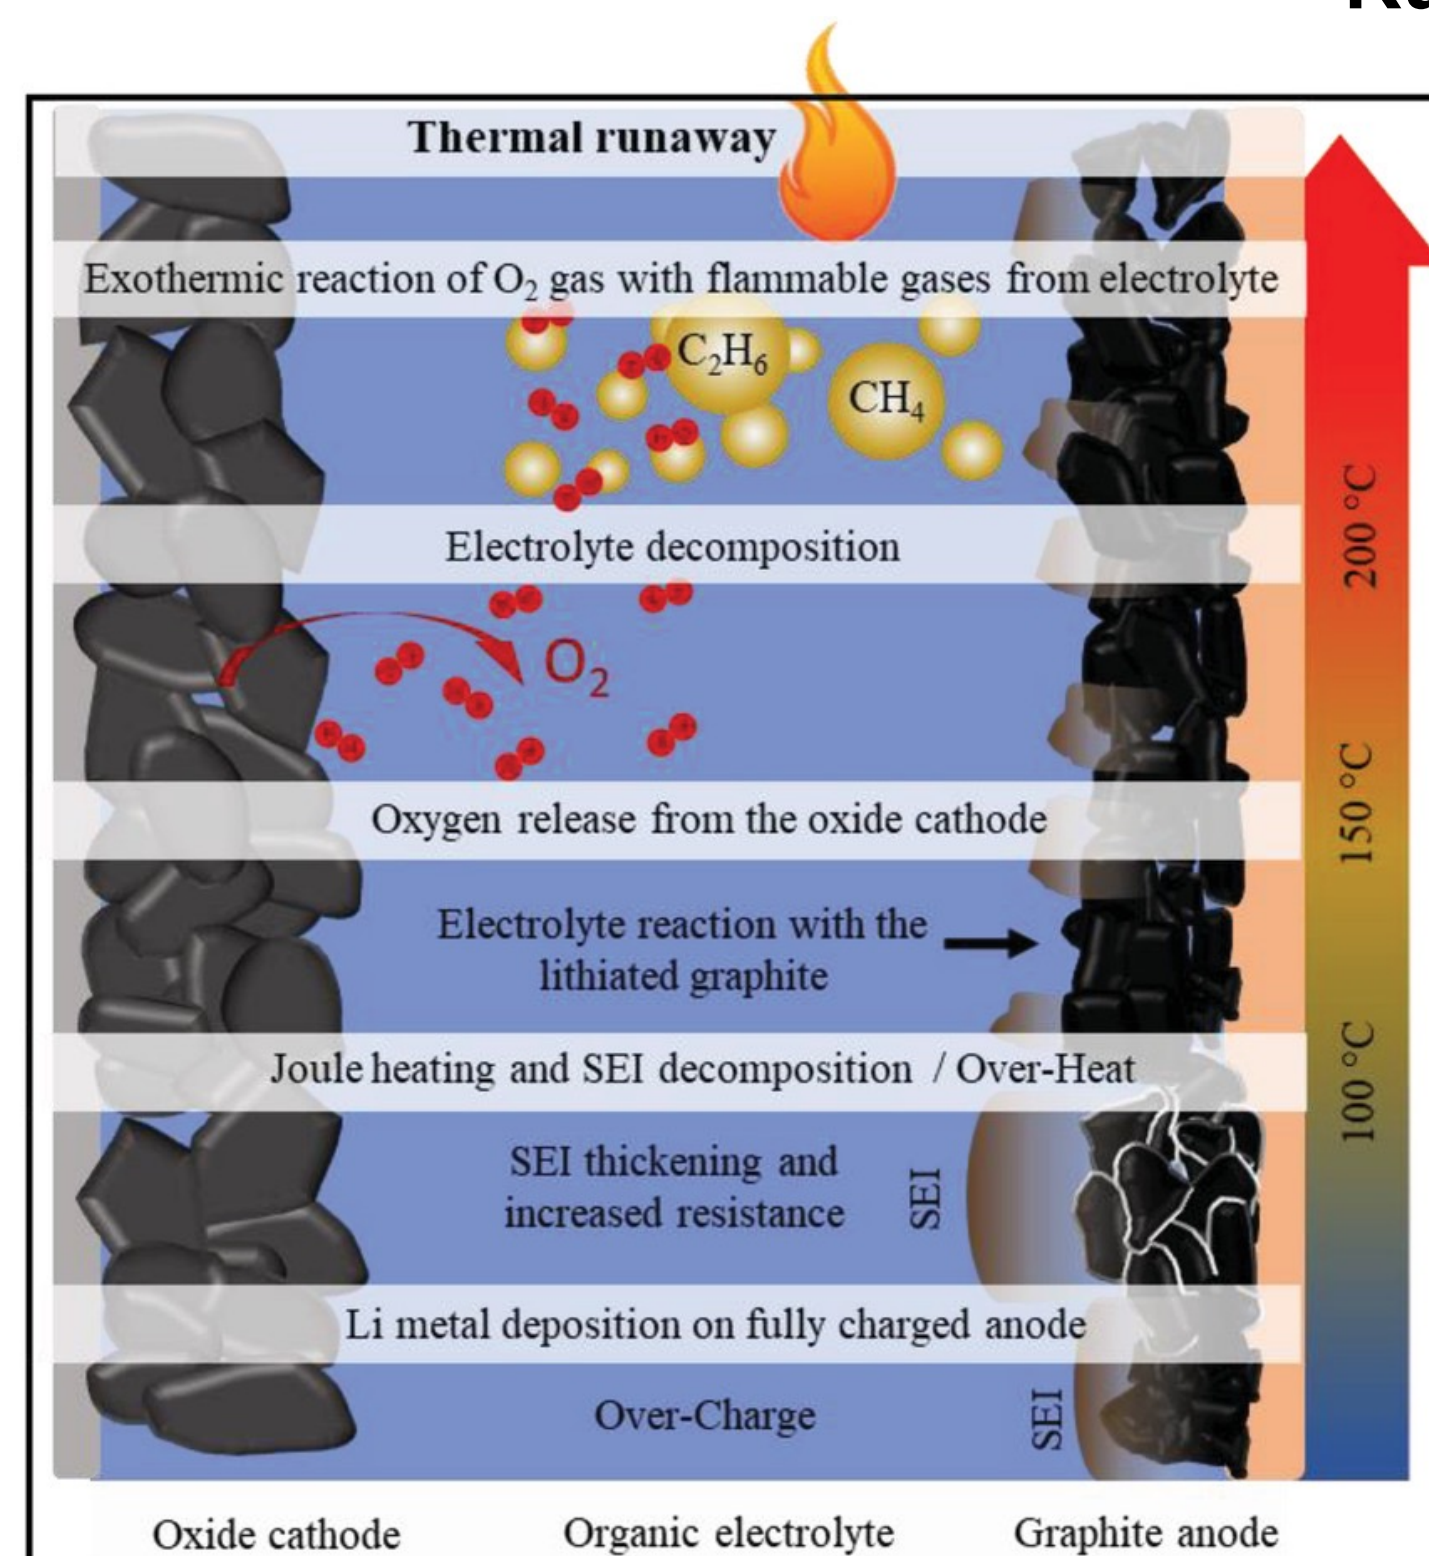 Thermal runaway
Exothermic reaction of O₂ gas with flammable gases from electrolyte
C₂H₆
CH₄
Electrolyte decomposition
200 °C
O₂
Oxygen release from the oxide cathode
150 °C
Electrolyte reaction with the
lithiated graphite
Joule heating and SEI decomposition / Over-Heat
100 °C
SEI thickening and
increased resistance
SEI
Li metal deposition on fully charged anode
Over-Charge
SEI
Oxide cathode
Organic electrolyte
Graphite anode